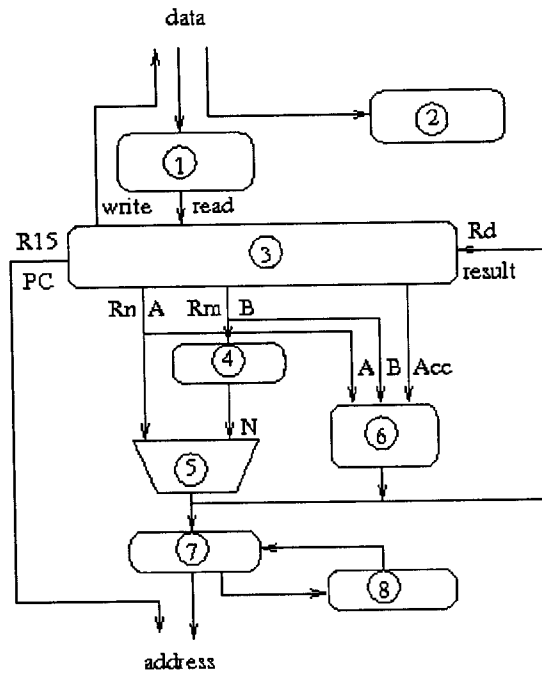 data
2
1
write read
R15 Rd
3
PC result
Rn A Rm B
4 A B Acc
N 6
5
7
8
address